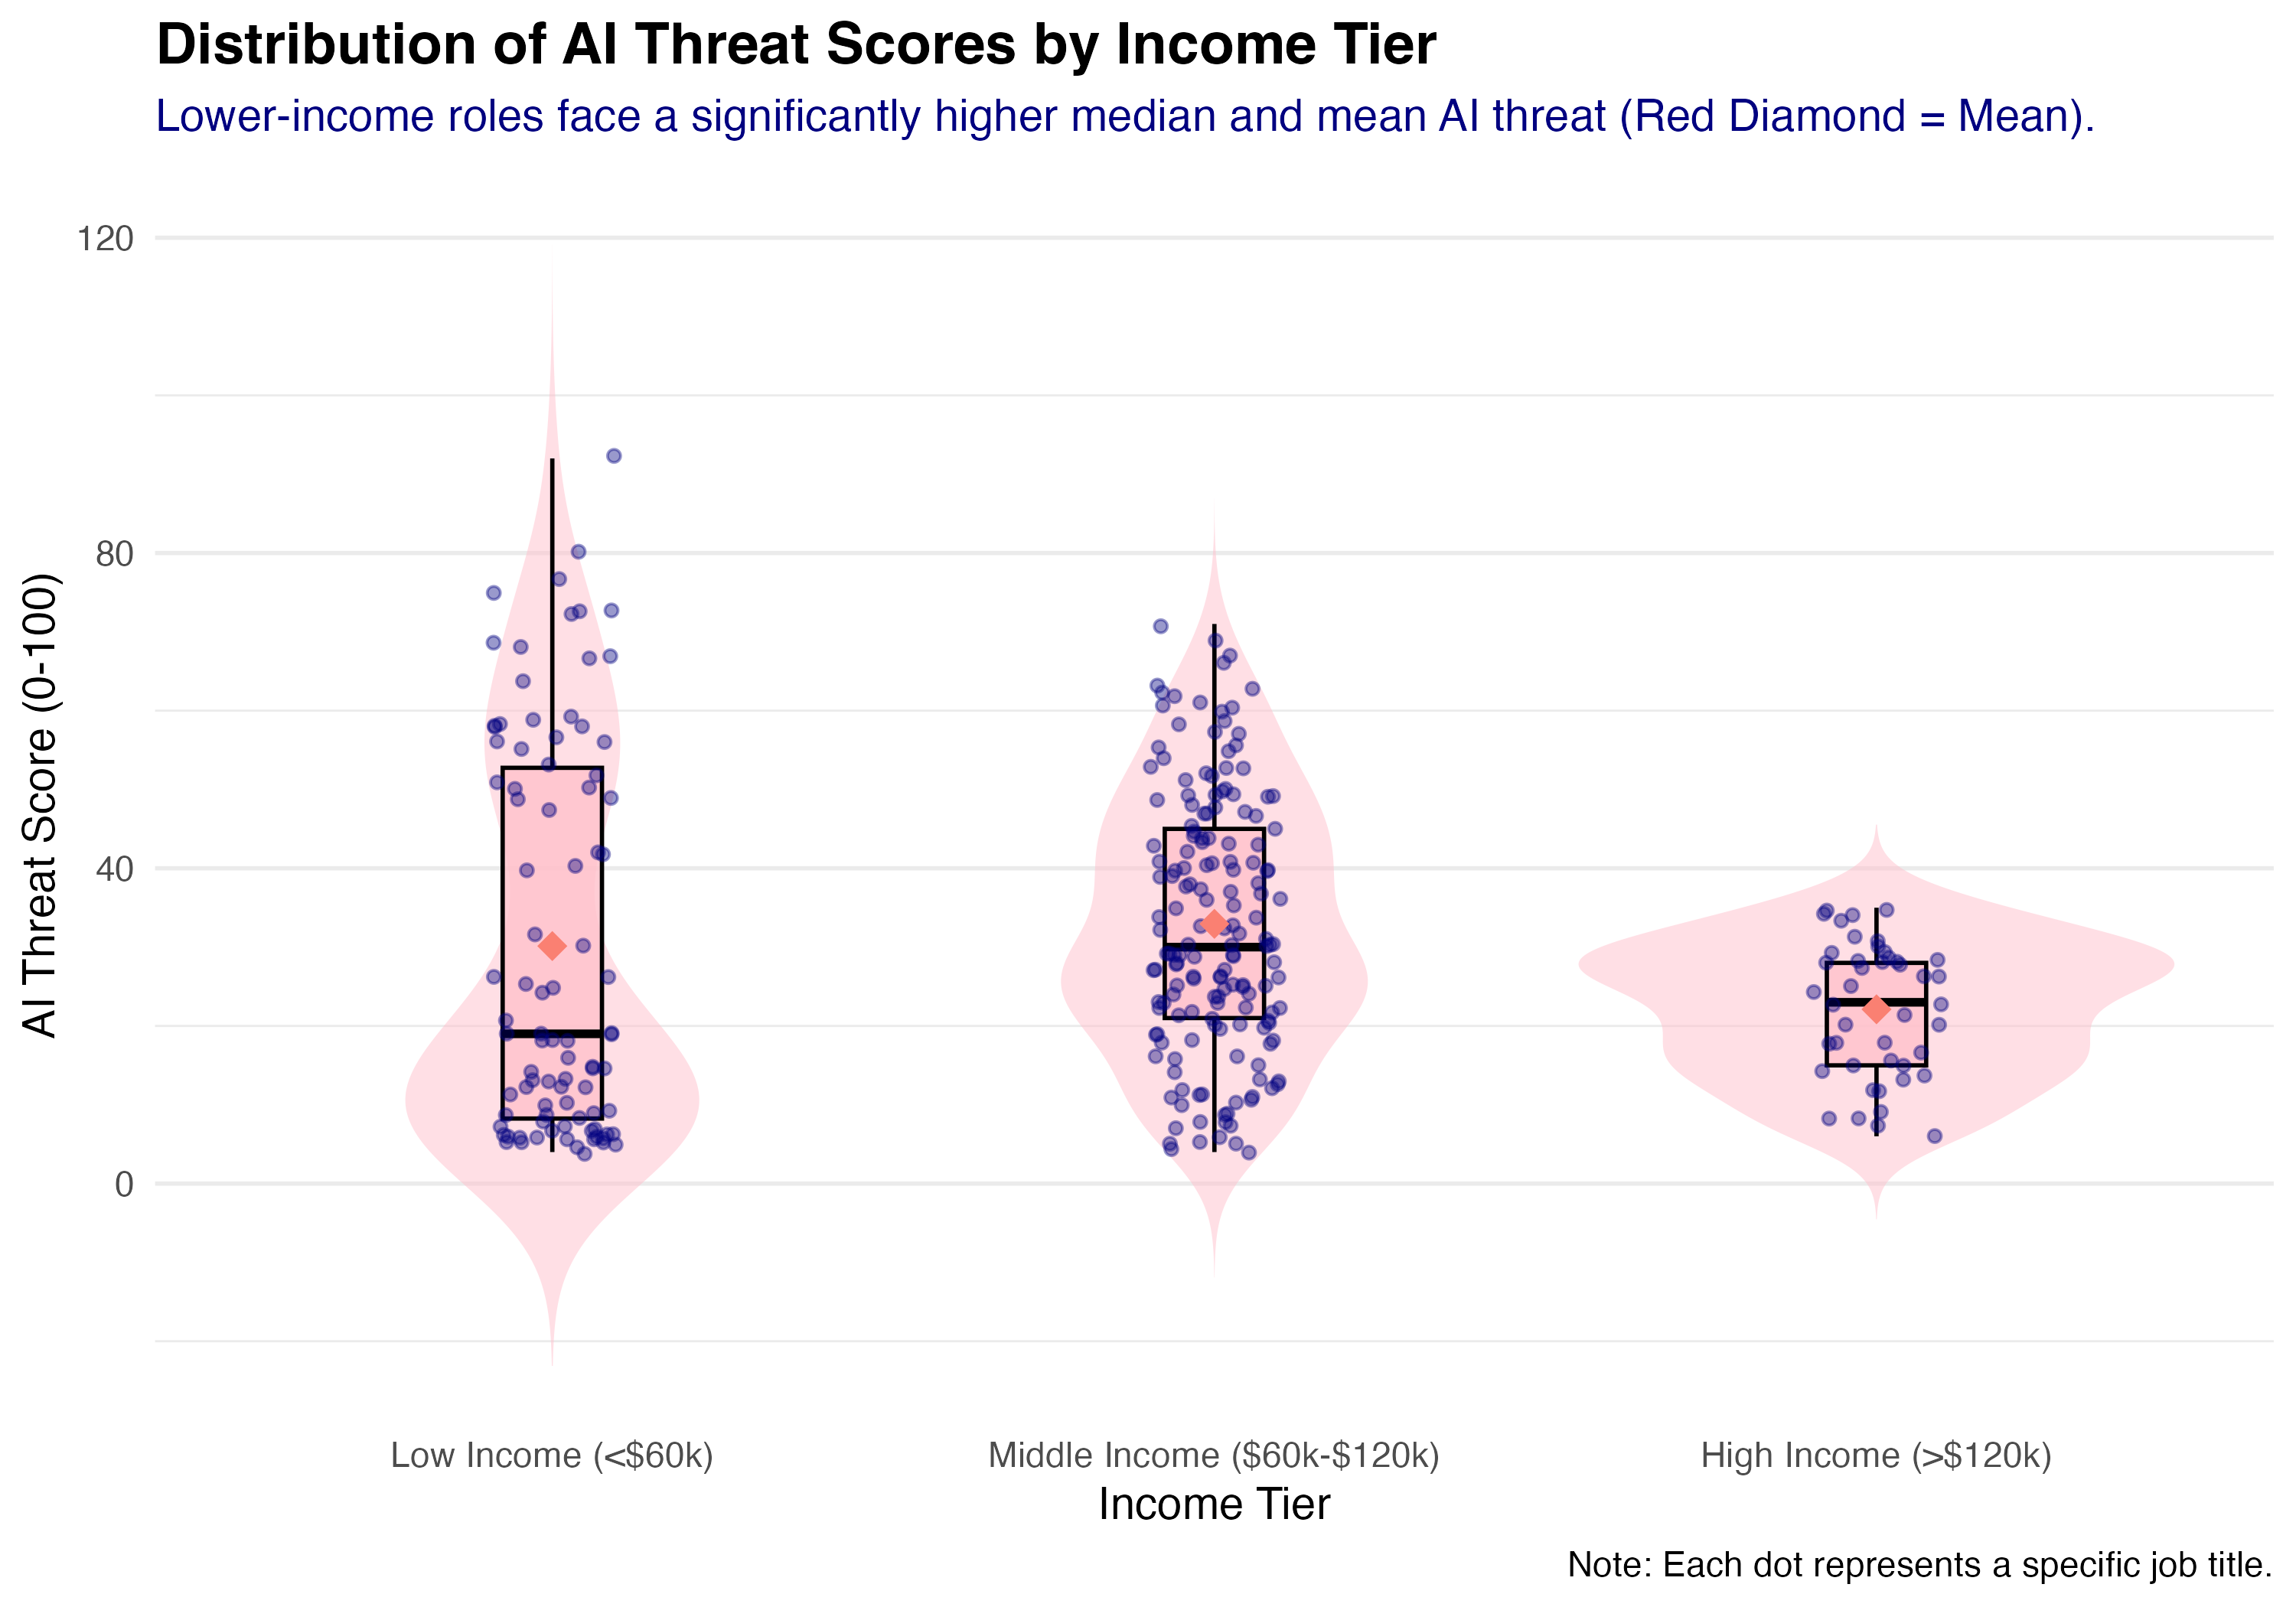 Distribution of AI Threat Scores by Income Tier
Lower-income roles face a significantly higher median and mean AI threat (Red Diamond = Mean).
120
80
40
0
AI Threat Score (0-100)
Low Income (<$60k)
Middle Income ($60k-$120k)
High Income (>$120k)
Income Tier
Note: Each dot represents a specific job title.